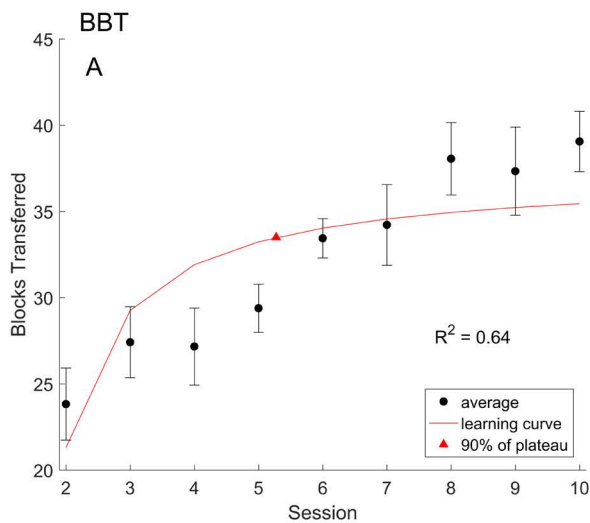 BBT
A
45
40
35
30
25
20
Blocks Transferred
2 3 4 5 6 7 8 9 10
Session
R² = 0.64
average
learning curve
90% of plateau